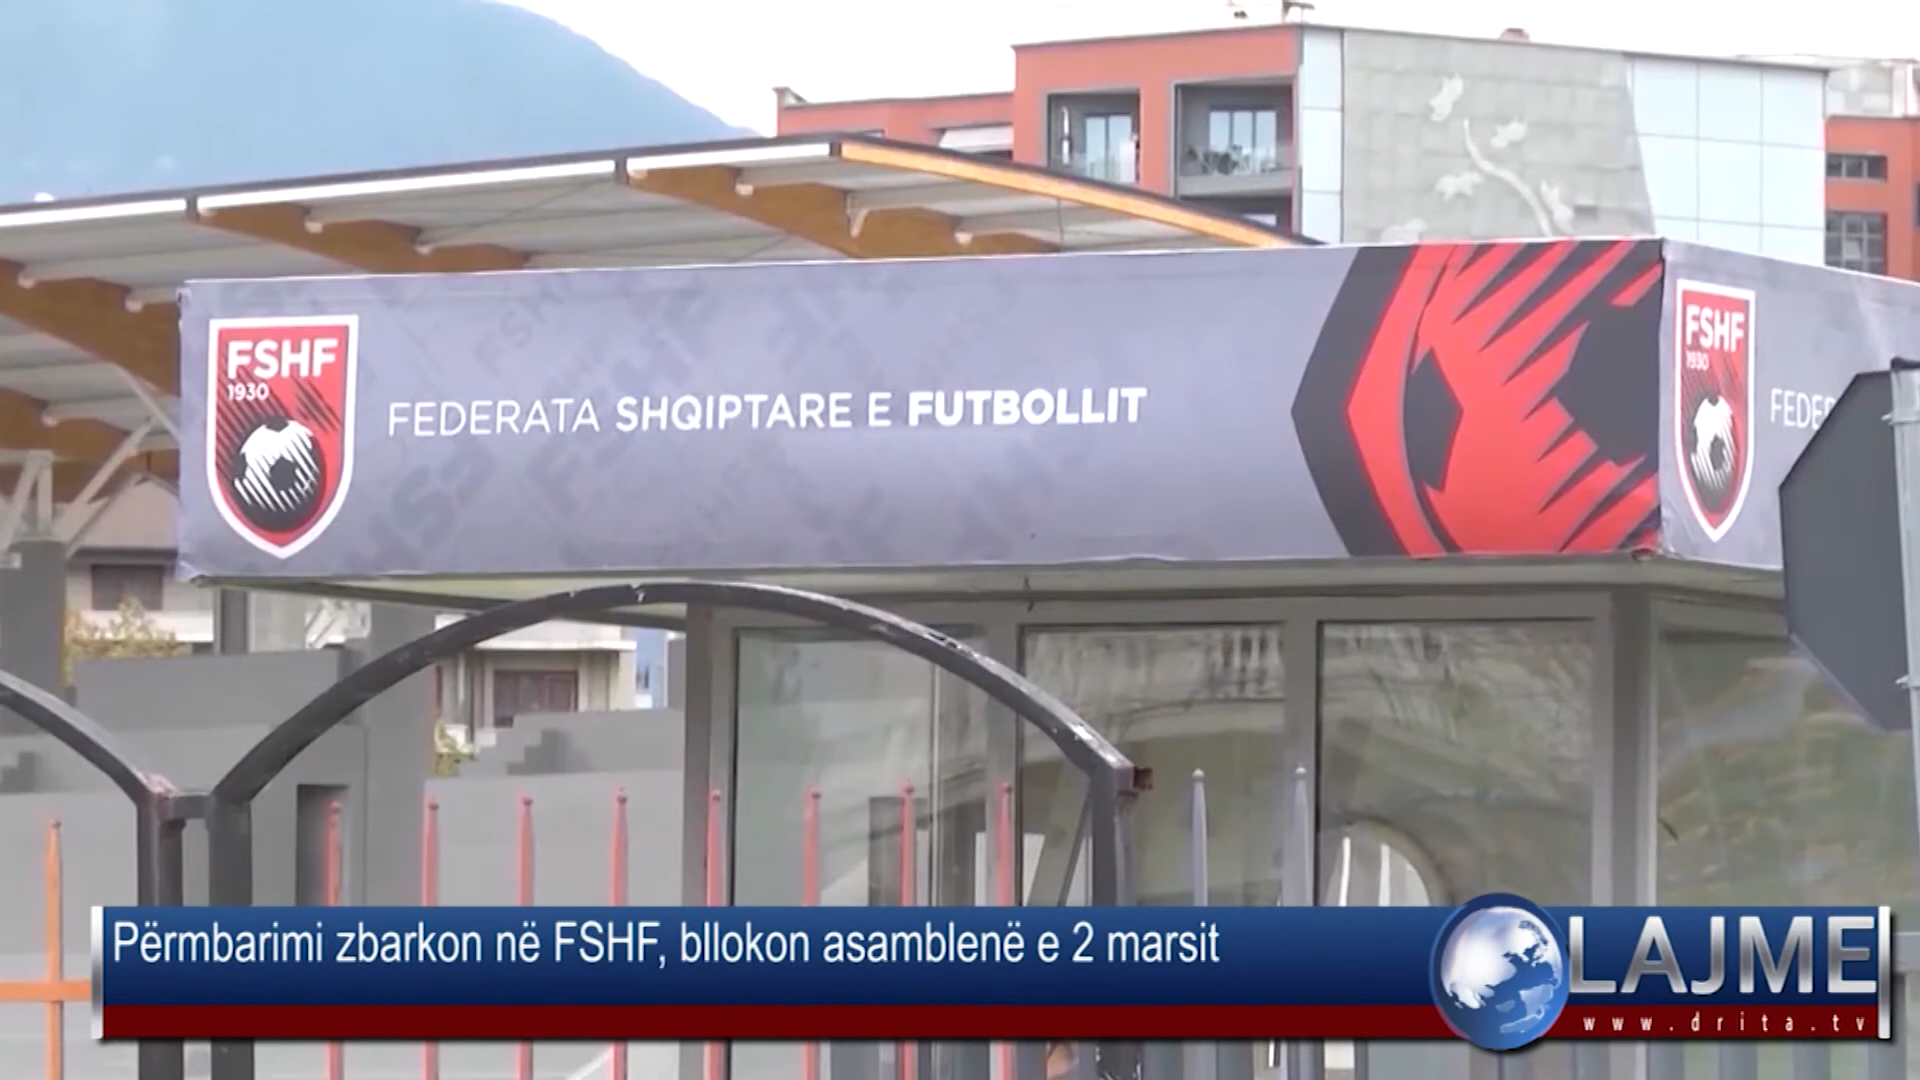 FSHF
1930
FEDERATA SHQIPTARE E FUTBOLLIT
FSHF
1930
FEDER
Përmbarimi zbarkon në FSHF, bllokon asamblenë e 2 marsit
LAJME
www.drita.tv